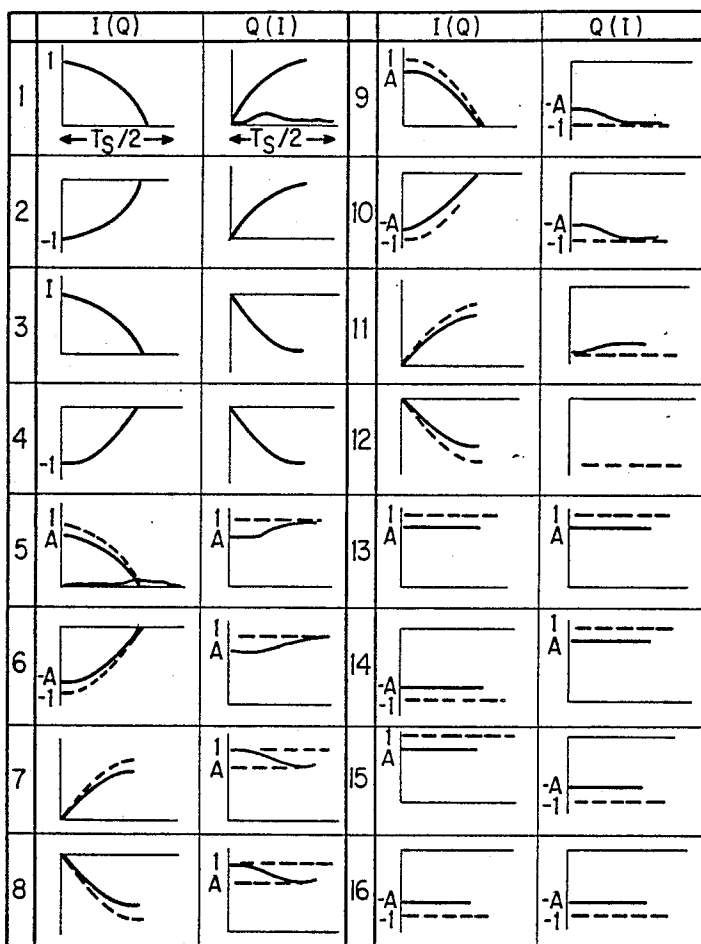 I(Q) Q(I) I(Q) Q(I)
1 1 ←TS/2→ ←TS/2→ 9 1 A -A -1
2 -1 10 -A -1 -A -1
3 I 11
4 -1 12
5 1 A 1 A 13 1 A 1 A
6 -A -1 1 A 14 -A -1 1 A
7 1 A 15 1 A -A -1
8 1 A 16 -A -1 -A -1